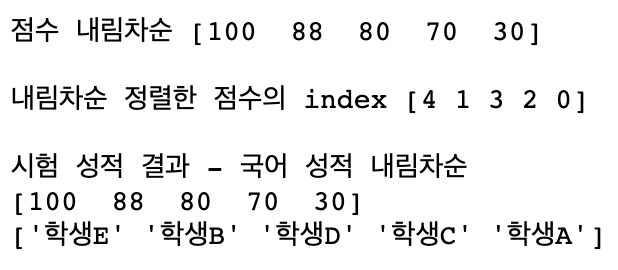 점수 내림차순 [100  88  80  70  30]
내림차순 정렬한 점수의 index [4 1 3 2 0]
시험 성적 결과 - 국어 성적 내림차순
[100  88  80  70  30]
['학생E' '학생B' '학생D' '학생C' '학생A']